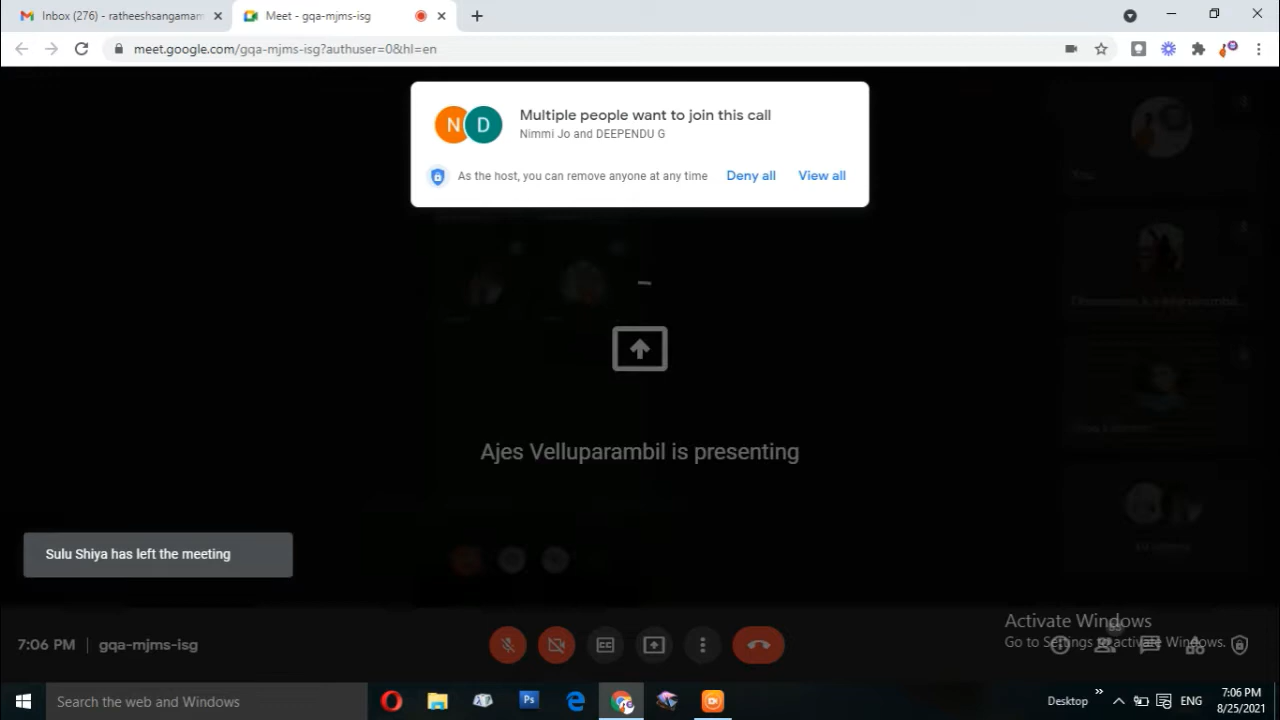 Inbox (276) - ratheeshsangamam
Meet - gqa-mjms-isg
meet.google.com/gqa-mjms-isg?authuser=0&hl=en
N D
Multiple people want to join this call
Nimmi Jo and DEEPENDU G
As the host, you can remove anyone at any time
Deny all
View all
You
Ajes Velluparambil is presenting
Sulu Shiya has left the meeting
Activate Windows
Go to Settings to activate Windows.
7:06 PM | gqa-mjms-isg
CC
Search the web and Windows
Ps
Desktop
ENG
7:06 PM
8/25/2021